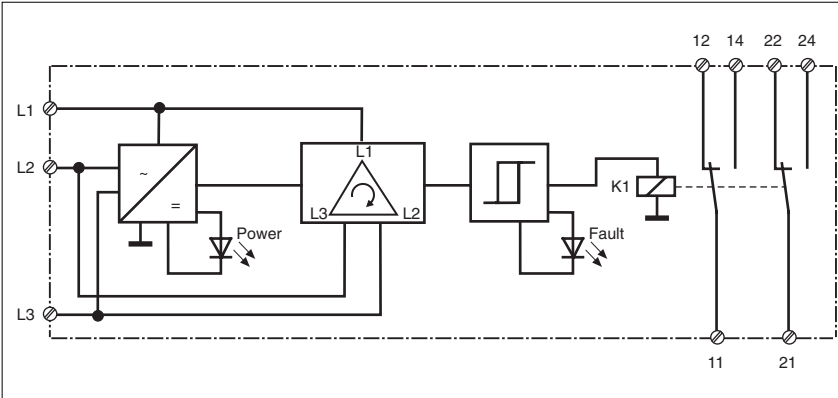 12 14 22 24
L1
L1
L2
~
=
L3 L2
K1
Power
Fault
L3
11 21